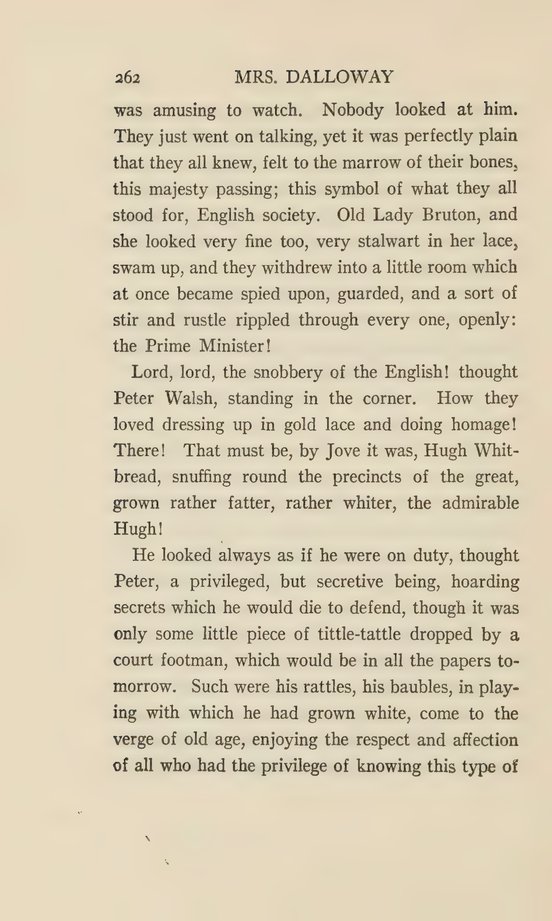 262 MRS. DALLOWAY
was amusing to watch. Nobody looked at him.
They just went on talking, yet it was perfectly plain
that they all knew, felt to the marrow of their bones,
this majesty passing; this symbol of what they all
stood for, English society. Old Lady Bruton, and
she looked very fine too, very stalwart in her lace,
swam up, and they withdrew into a little room which
at once became spied upon, guarded, and a sort of
stir and rustle rippled through every one, openly:
the Prime Minister!
Lord, lord, the snobbery of the English! thought
Peter Walsh, standing in the corner. How they
loved dressing up in gold lace and doing homage!
There! That must be, by Jove it was, Hugh Whit-
bread, snuffing round the precincts of the great,
grown rather fatter, rather whiter, the admirable
Hugh!
He looked always as if he were on duty, thought
Peter, a privileged, but secretive being, hoarding
secrets which he would die to defend, though it was
only some little piece of tittle-tattle dropped by a
court footman, which would be in all the papers to-
morrow. Such were his rattles, his baubles, in play-
ing with which he had grown white, come to the
verge of old age, enjoying the respect and affection
of all who had the privilege of knowing this type of